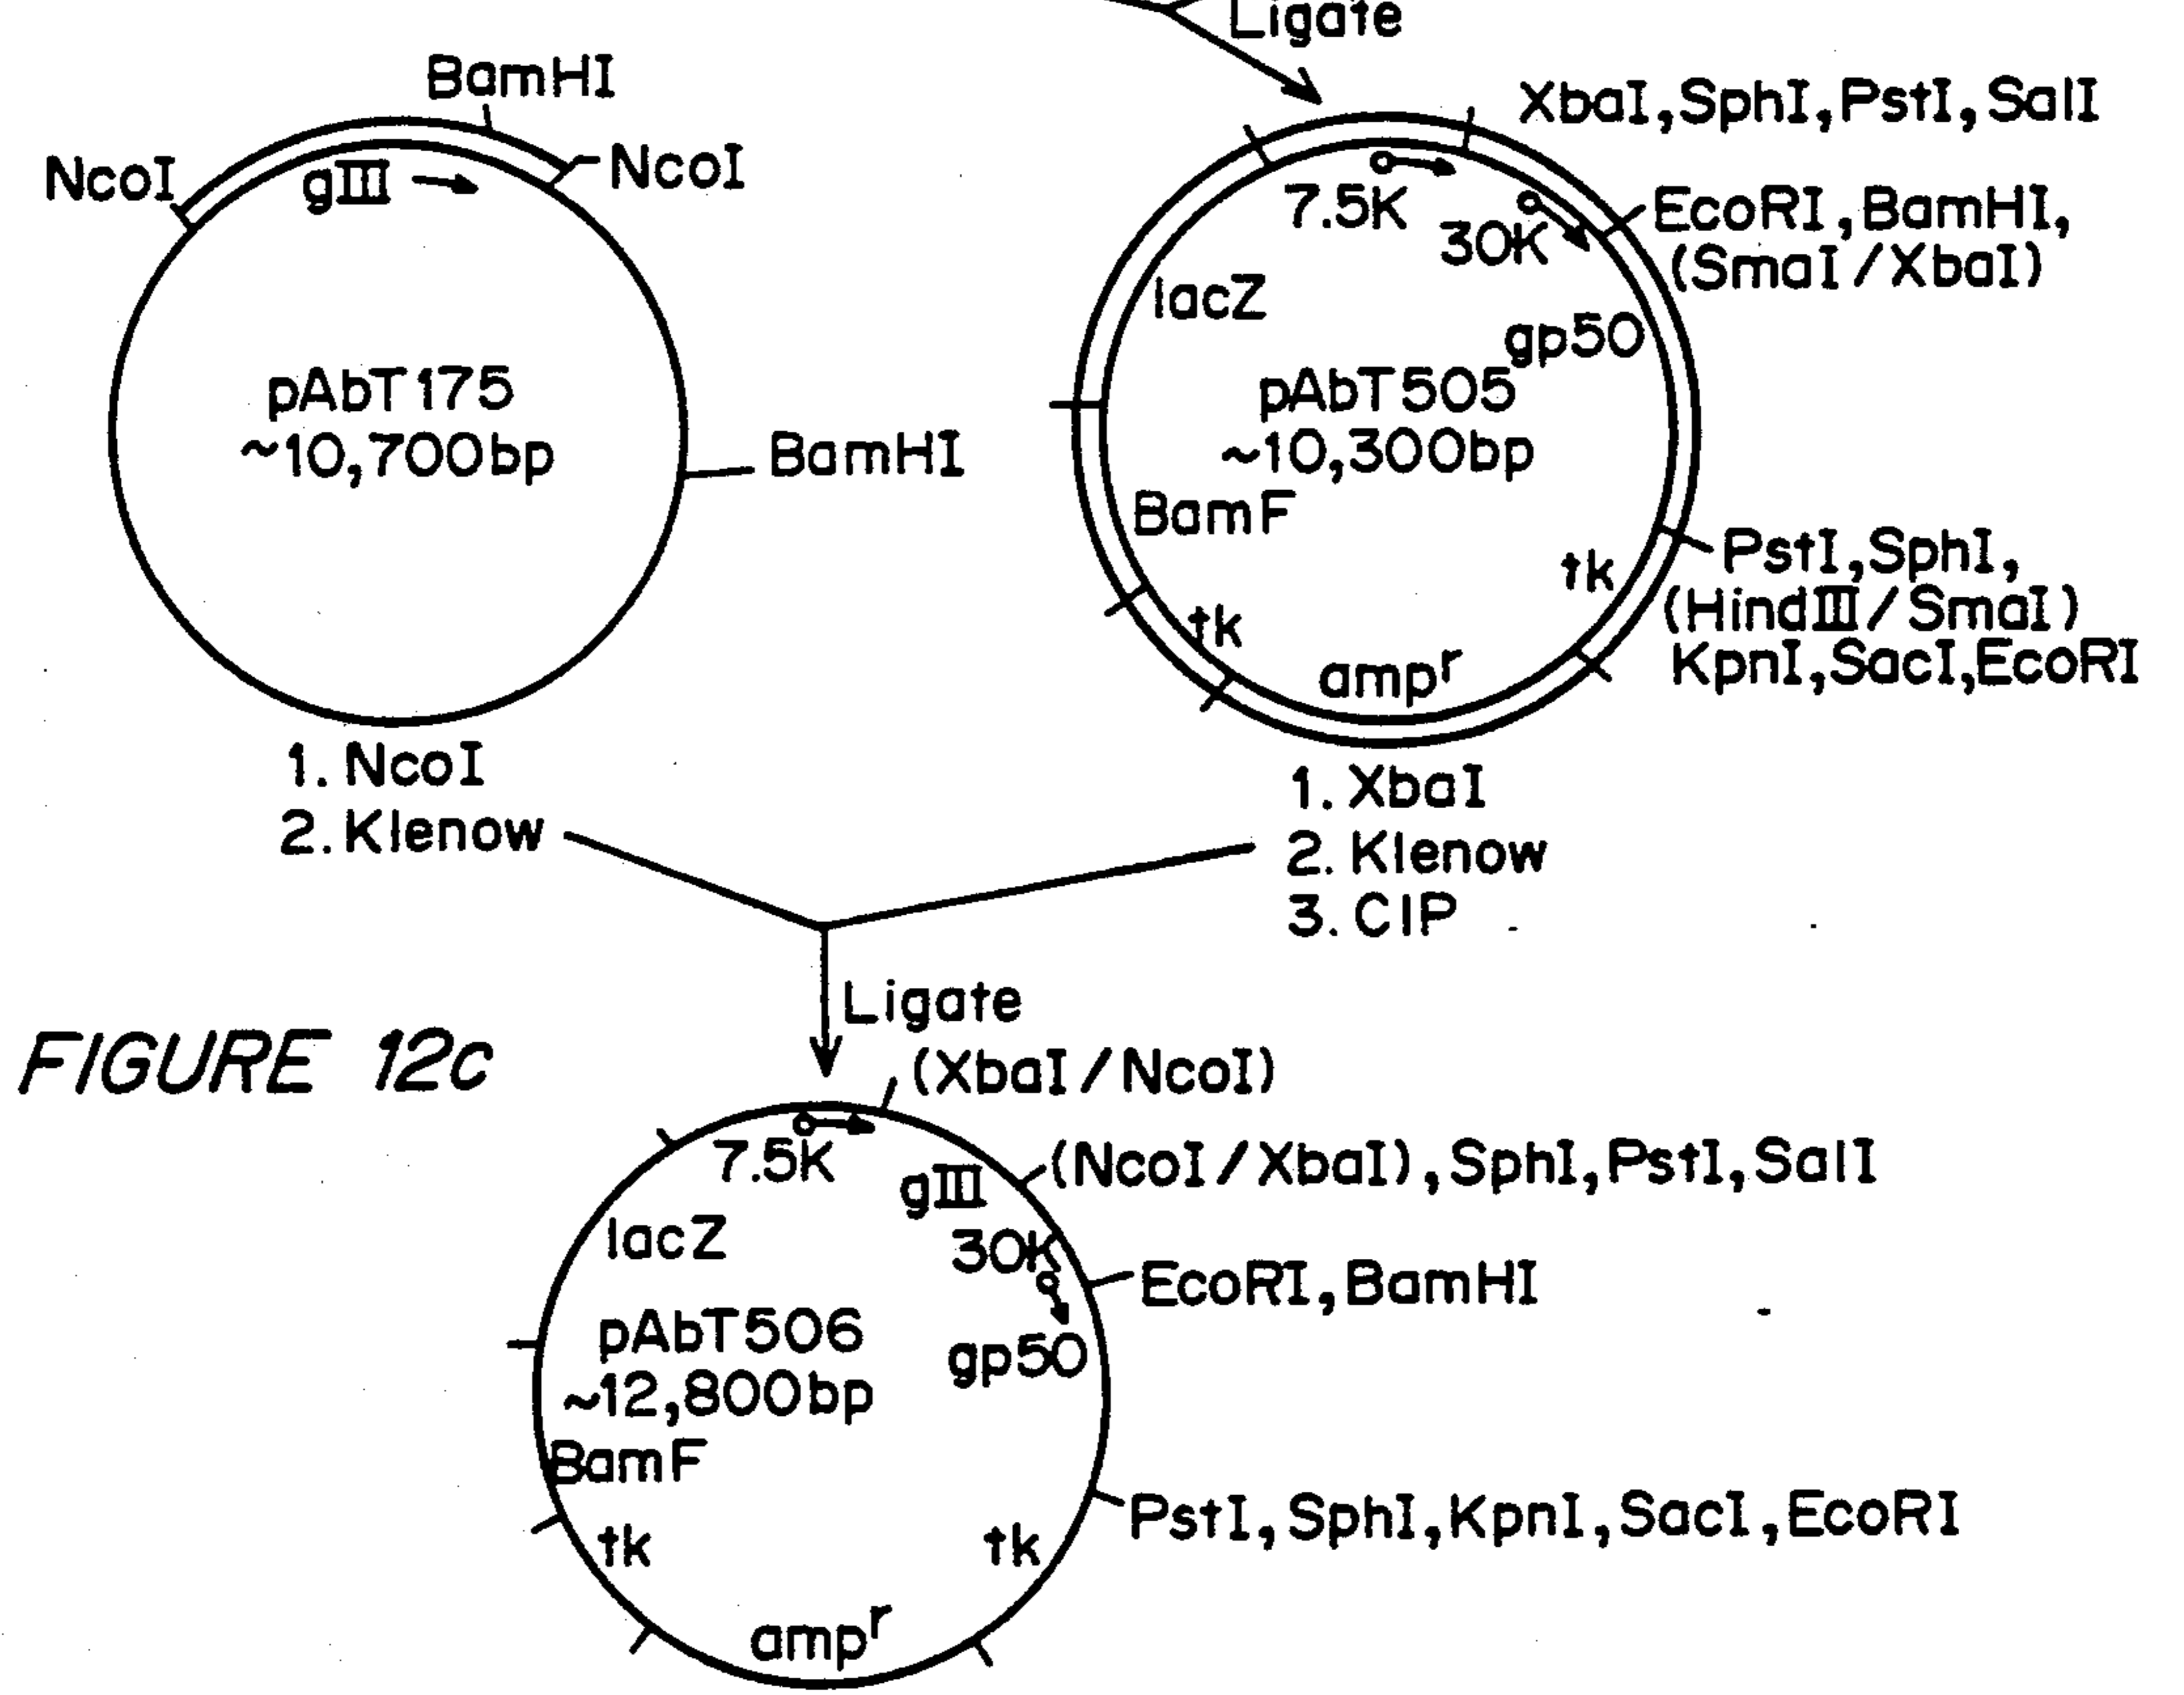 Ligate
BamHI
NcoI
gIII
NcoI
pAbT175
~10,700bp
BamHI
1. NcoI
2. Klenow
XbaI, SphI, PstI, SalI
7.5K
30K
EcoRI, BamHI,
(SmaI/XbaI)
lacZ
gp50
pAbT505
~10,300bp
BamF
PstI, SphI,
(HindIII/SmaI)
KpnI, SacI, EcoRI
tk
tk
ampr
1. XbaI
2. Klenow
3. CIP
Ligate
FIGURE 12c
(XbaI/NcoI)
7.5K
gIII
(NcoI/XbaI), SphI, PstI, SalI
lacZ
30K
EcoRI, BamHI
pAbT506
~12,800bp
gp50
BamF
PstI, SphI, KpnI, SacI, EcoRI
tk
tk
ampr